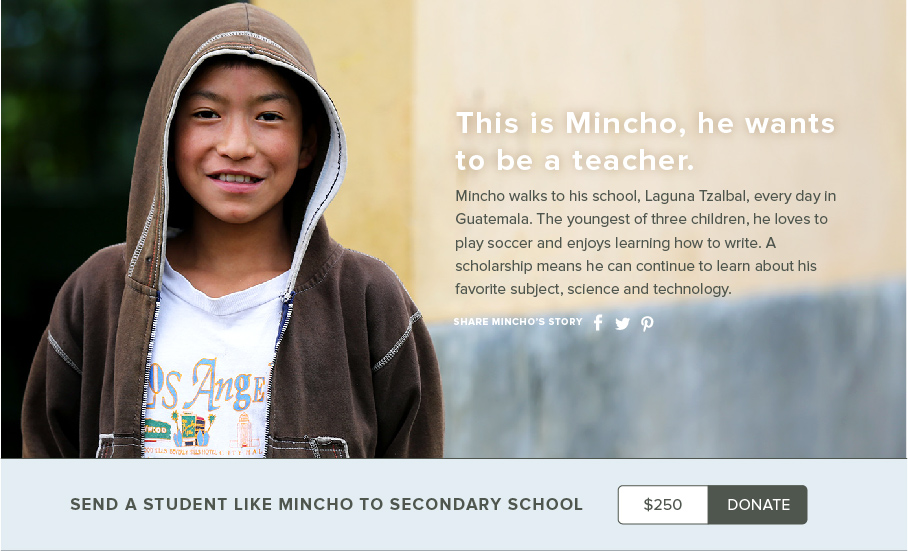 This is Mincho, he wants
to be a teacher.
Mincho walks to his school, Laguna Tzalbal, every day in
Guatemala. The youngest of three children, he loves to
play soccer and enjoys learning how to write. A
scholarship means he can continue to learn about his
favorite subject, science and technology.
SHARE MINCHO'S STORY
os Ange
WOOD
SEND A STUDENT LIKE MINCHO TO SECONDARY SCHOOL
$250
DONATE